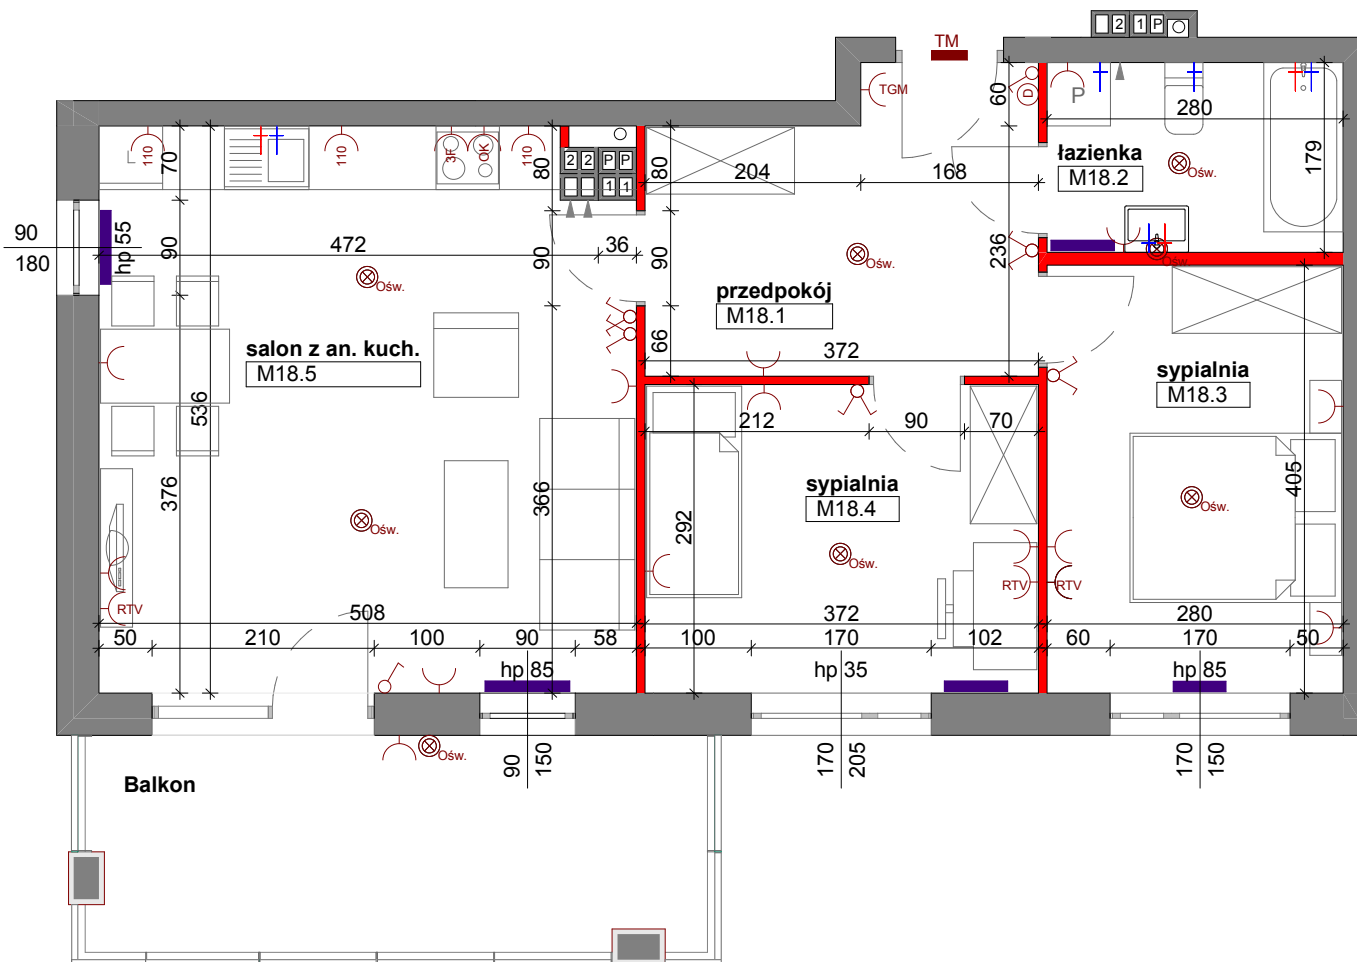 2 1 P
TM
TGM
60
D
P
280
179
łazienka
M18.2
Ośw.
Ośw.
70
110
110
3F
OK
110
80
2 2 P P
1 1
80
204
168
90
180
hp 55
90
472
36
90
90
236
Ośw.
Ośw.
przedpokój
M18.1
66
372
salon z an. kuch.
M18.5
536
376
366
sypialnia
M18.3
405
Ośw.
212
90
70
sypialnia
M18.4
292
Ośw.
Ośw.
RTV
RTV
RTV
508
372
280
50
210
100
90
58
100
170
102
60
170
50
hp 85
hp 35
hp 85
Ośw.
90
150
170
205
170
150
Balkon